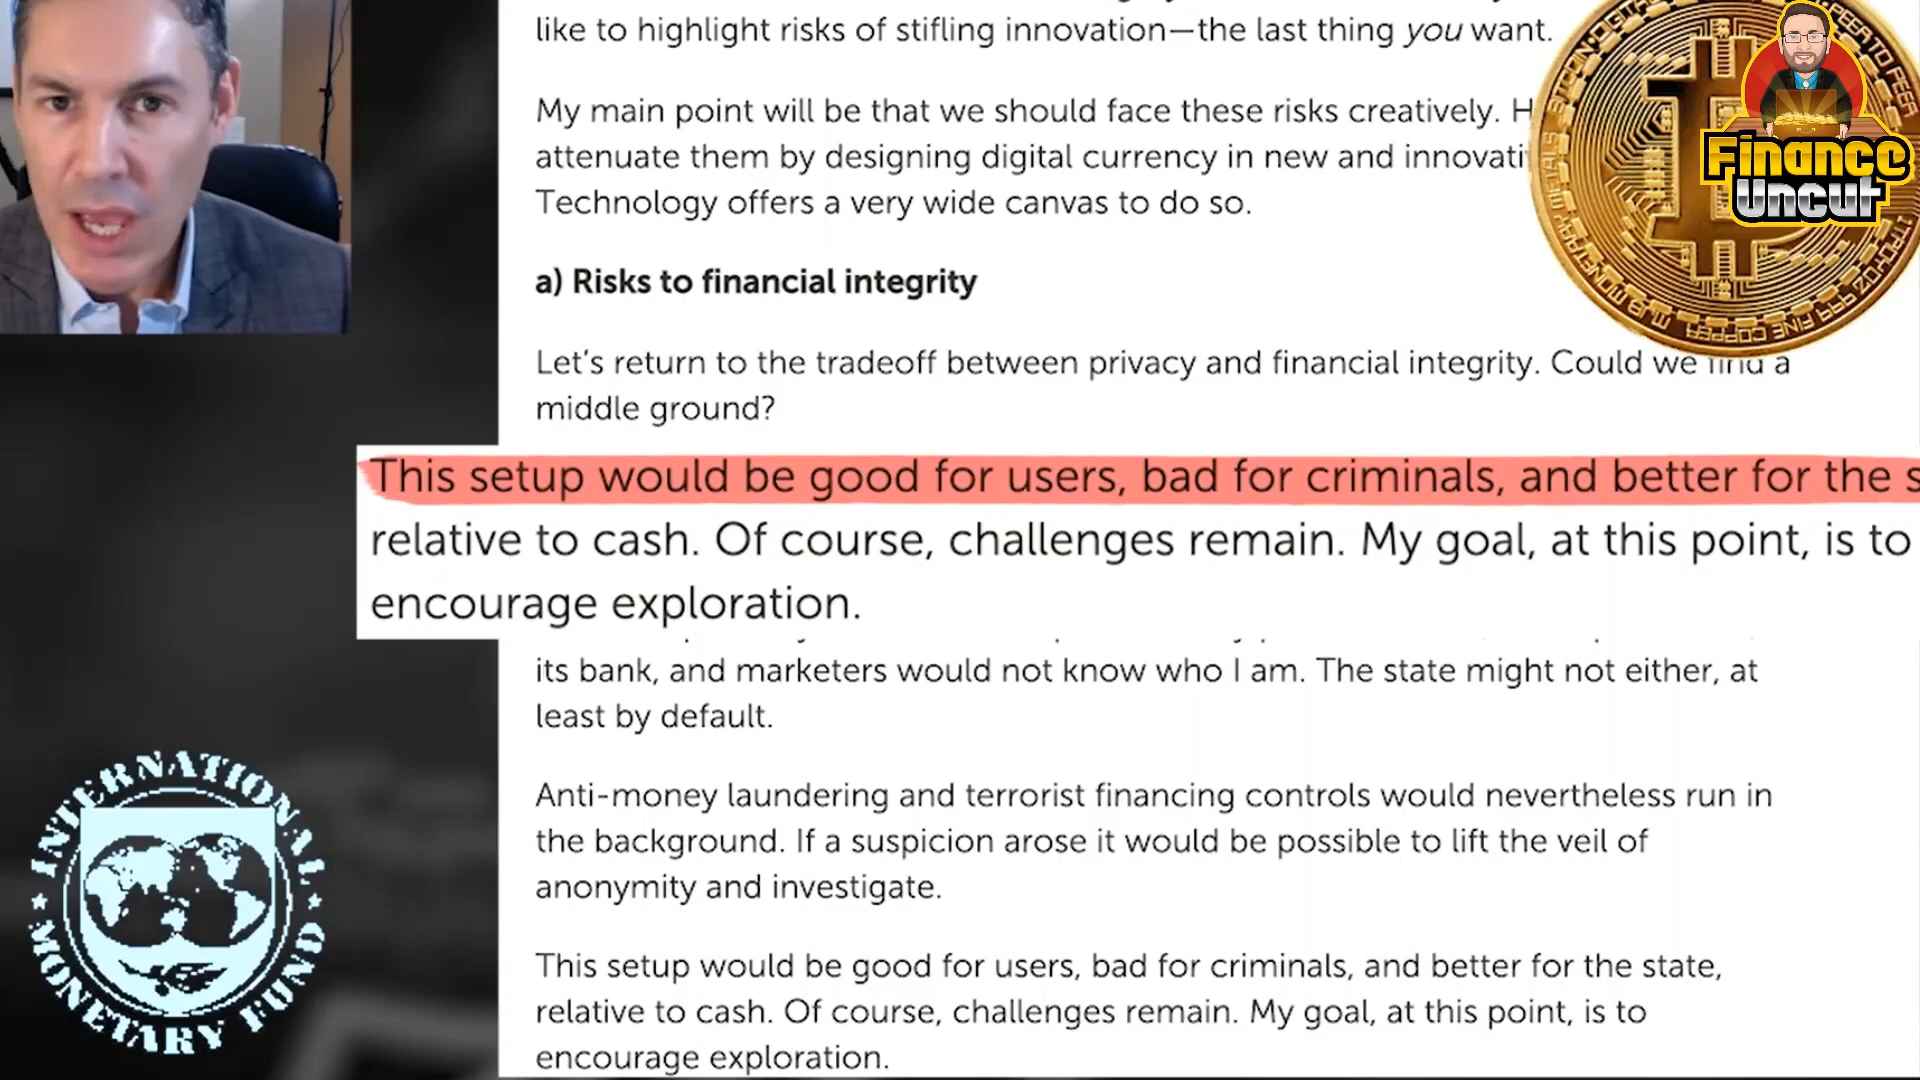 like to highlight risks of stifling innovation—the last thing you want.
My main point will be that we should face these risks creatively. H
attenuate them by designing digital currency in new and innovati
Technology offers a very wide canvas to do so.
a) Risks to financial integrity
Let's return to the tradeoff between privacy and financial integrity. Could we find a
middle ground?
This setup would be good for users, bad for criminals, and better for the s
relative to cash. Of course, challenges remain. My goal, at this point, is to
encourage exploration.
its bank, and marketers would not know who I am. The state might not either, at
least by default.
Anti-money laundering and terrorist financing controls would nevertheless run in
the background. If a suspicion arose it would be possible to lift the veil of
anonymity and investigate.
This setup would be good for users, bad for criminals, and better for the state,
relative to cash. Of course, challenges remain. My goal, at this point, is to
encourage exploration.
Finance
Uncut
INTERNATIONAL
MONETARY FUND